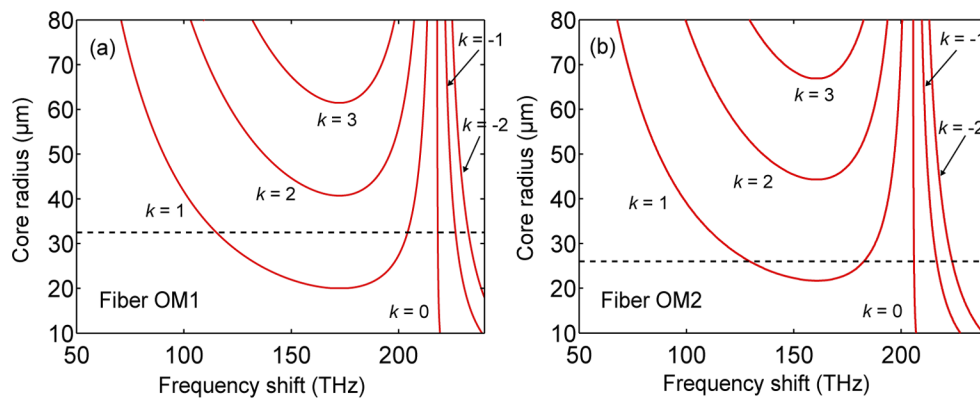 (a)
k = -1
k = -2
k = 3
k = 2
k = 1
k = 0
Fiber OM1
Core radius (μm)
80
70
60
50
40
30
20
10
50
100
150
200
Frequency shift (THz)
(b)
k = -1
k = -2
k = 3
k = 2
k = 1
k = 0
Fiber OM2
Core radius (μm)
80
70
60
50
40
30
20
10
50
100
150
200
Frequency shift (THz)